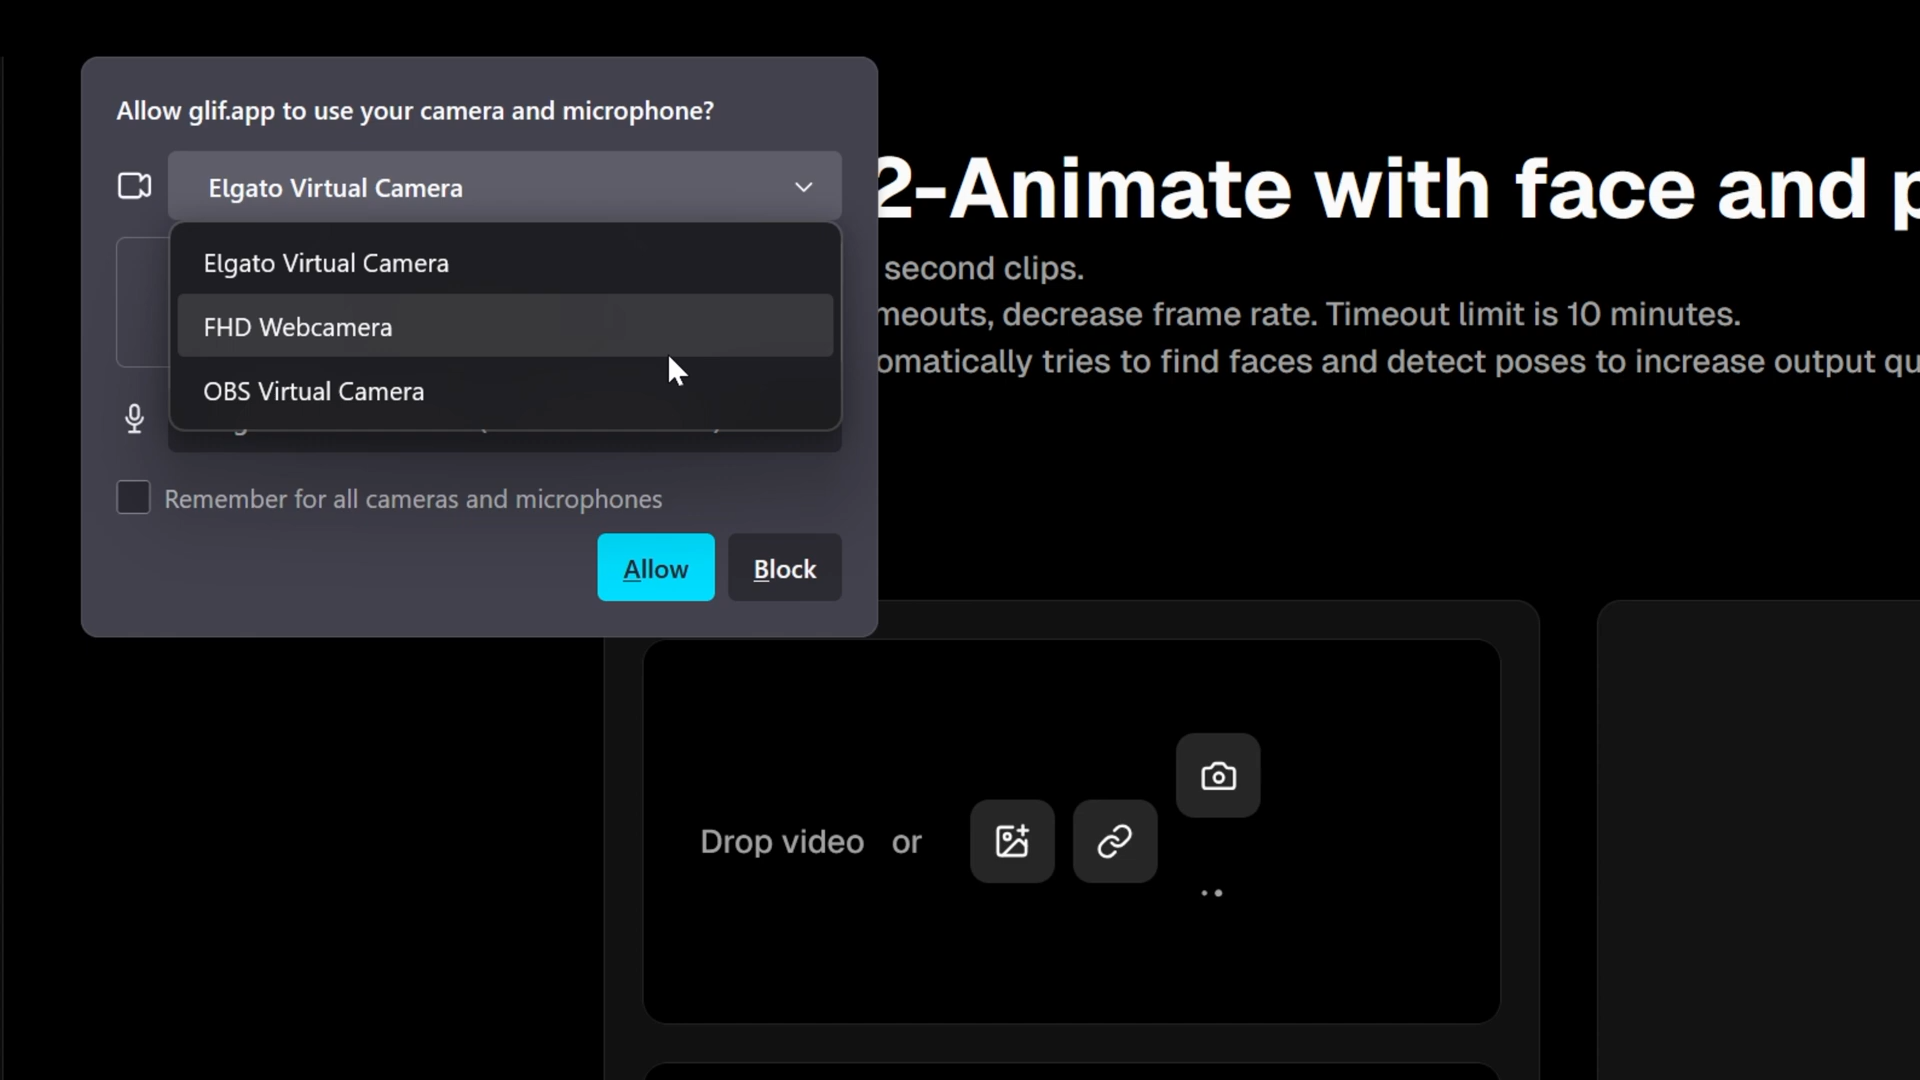 Allow glif.app to use your camera and microphone?
Elgato Virtual Camera
Elgato Virtual Camera
FHD Webcamera
OBS Virtual Camera
Remember for all cameras and microphones
Allow
Block
2-Animate with face and
second clips.
meouts, decrease frame rate. Timeout limit is 10 minutes.
omatically tries to find faces and detect poses to increase output qu
Drop video or